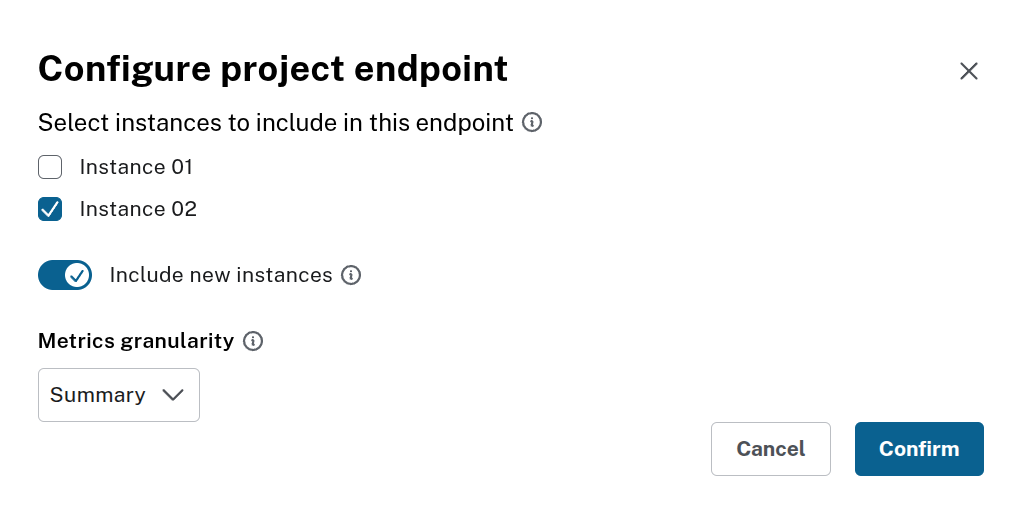 Configure project endpoint
Select instances to include in this endpoint
Instance 01
Instance 02
Include new instances
Metrics granularity
Summary
Cancel
Confirm